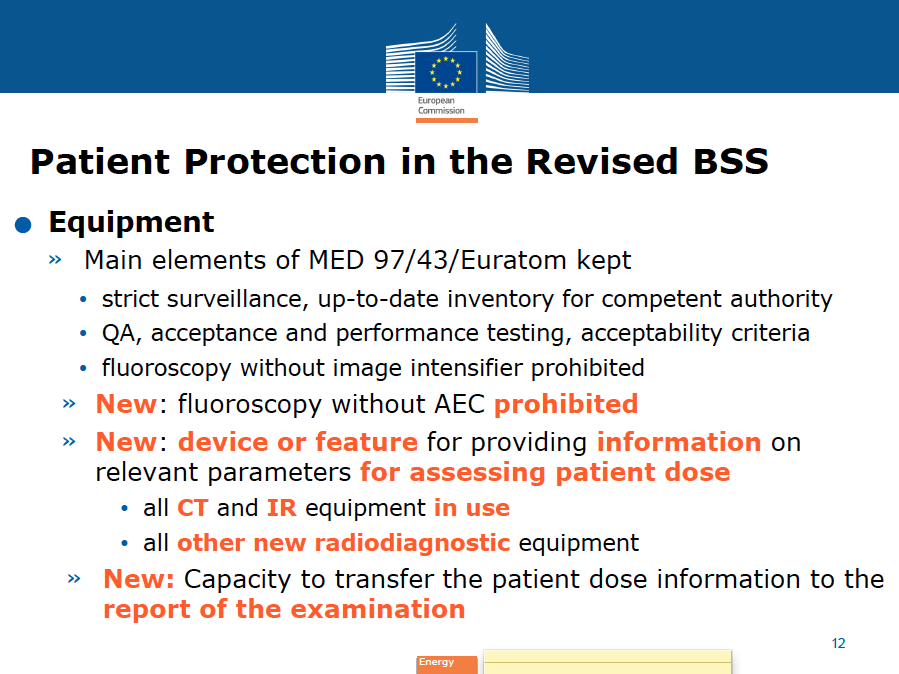 European
Commission
Patient Protection in the Revised BSS
● Equipment
» Main elements of MED 97/43/Euratom kept
• strict surveillance, up-to-date inventory for competent authority
• QA, acceptance and performance testing, acceptability criteria
• fluoroscopy without image intensifier prohibited
» New: fluoroscopy without AEC prohibited
» New: device or feature for providing information on
relevant parameters for assessing patient dose
• all CT and IR equipment in use
• all other new radiodiagnostic equipment
» New: Capacity to transfer the patient dose information to the
report of the examination
12
Energy